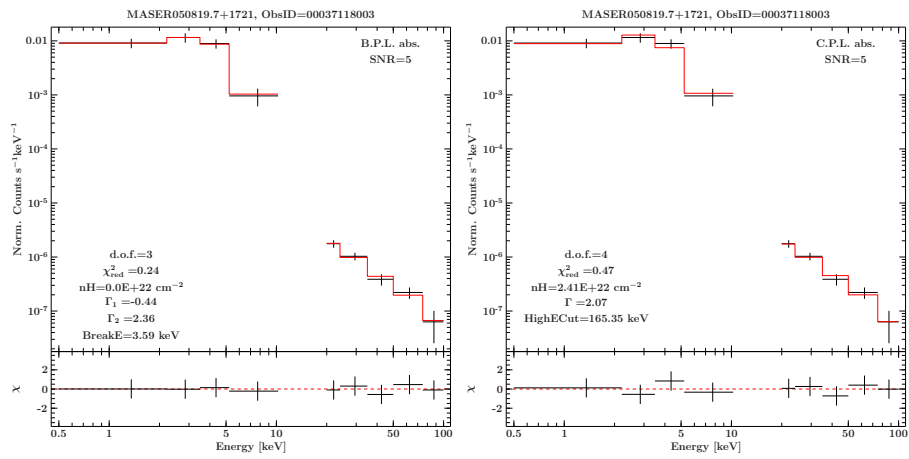 MASER050819.7+1721, ObsID=00037118003
B.P.L. abs.
SNR=5
Norm. Counts s⁻¹keV⁻¹
0.01
10⁻³
10⁻⁴
10⁻⁵
10⁻⁶
10⁻⁷
d.o.f.=3
χ²red =0.24
nH=0.0E+22 cm⁻²
Γ₁ =-0.44
Γ₂ =2.36
BreakE=3.59 keV
χ
2
0
-2
0.5 1 5 10 50 100
Energy [keV]
MASER050819.7+1721, ObsID=00037118003
C.P.L. abs.
SNR=5
Norm. Counts s⁻¹keV⁻¹
0.01
10⁻³
10⁻⁴
10⁻⁵
10⁻⁶
10⁻⁷
d.o.f.=4
χ²red =0.47
nH=2.41E+22 cm⁻²
Γ =2.07
HighECut=165.35 keV
χ
2
0
-2
0.5 1 5 10 50 100
Energy [keV]